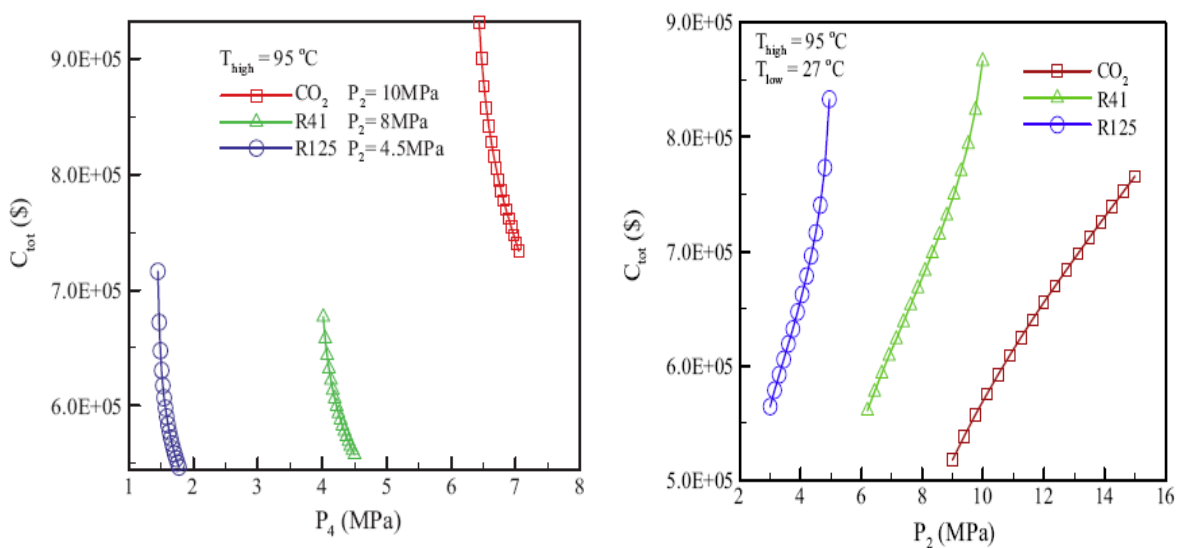 9.0E+05
8.0E+05
7.0E+05
6.0E+05
C_tot ($)
T_high = 95 °C
CO₂ P₂= 10MPa
R41 P₂= 8MPa
R125 P₂= 4.5MPa
1 2 3 4 5 6 7 8
P₄ (MPa)
9.0E+05
8.0E+05
7.0E+05
6.0E+05
5.0E+05
C_tot ($)
T_high = 95 °C
T_low = 27 °C
CO₂
R41
R125
2 4 6 8 10 12 14 16
P₂ (MPa)